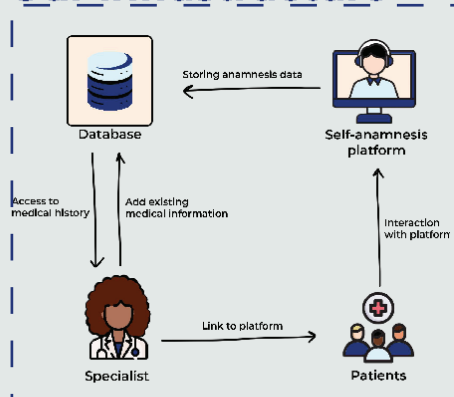 Storing anamnesis data
Database
Self-anamnesis
platform
Access to
medical history
Add existing
medical information
Interaction
with platform
Link to platform
Specialist
Patients